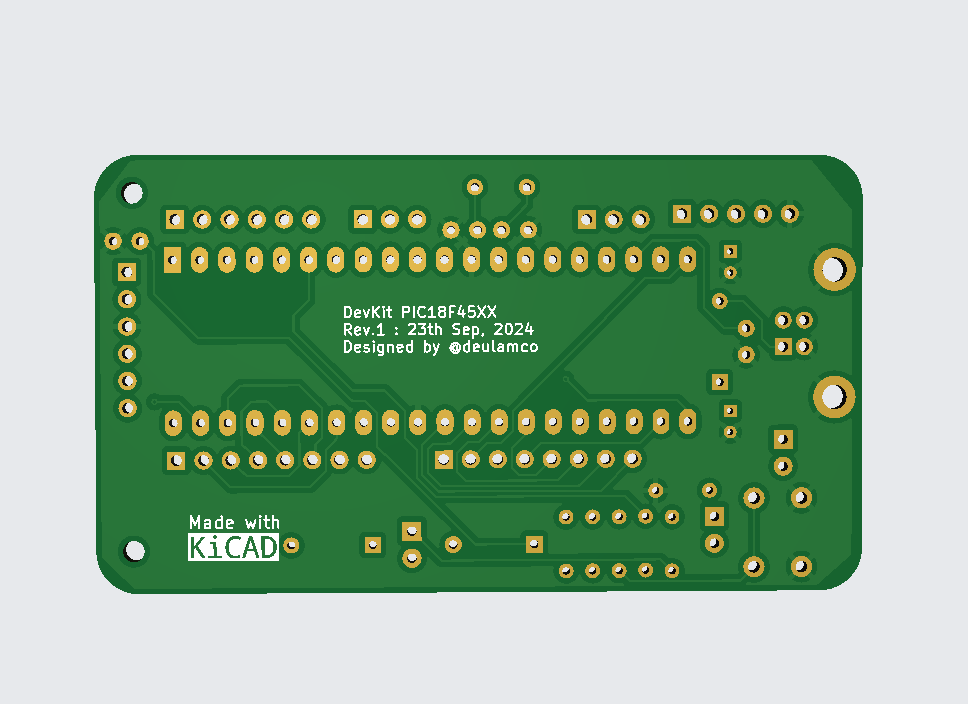 DevKit PIC18F45XX
Rev.1 : 23th Sep, 2024
Designed by @deulamco
Made with
KiCAD